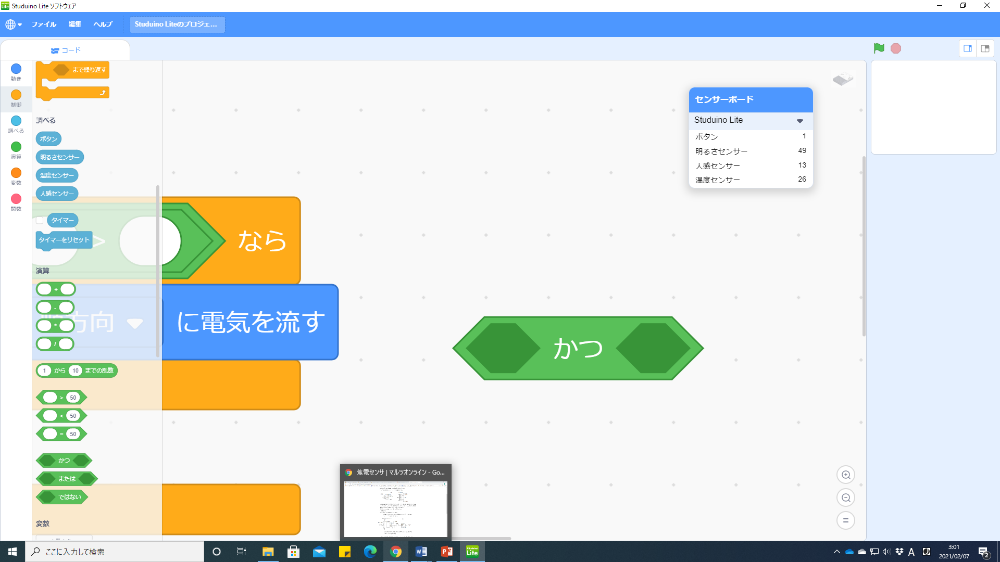 Studuino Lite ソフトウェア
ファイル 編集 ヘルプ Studuino Liteのプロジェ...
コード
動き
制御
調べる
演算
変数
関数
まで繰り返す
調べる
ボタン
明るさセンサー
温度センサー
人感センサー
タイマー
タイマーをリセット
>
演算
+
-
*
/
1 から 10 までの乱数
> 50
< 50
= 50
かつ
または
ではない
変数
なら
方向 に電気を流す
かつ
センサーボード
Studuino Lite
ボタン 1
明るさセンサー 49
人感センサー 13
温度センサー 26
焦電センサ | マルツオンライン - Go...
ここに入力して検索
A
3:01
2021/02/07
2